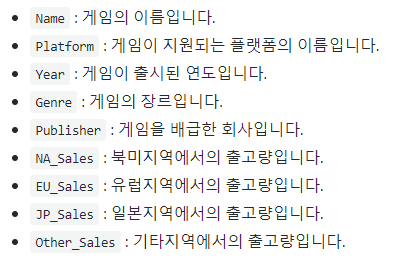 Name : 게임의 이름입니다.
Platform : 게임이 지원되는 플랫폼의 이름입니다.
Year : 게임이 출시된 연도입니다.
Genre : 게임의 장르입니다.
Publisher : 게임을 배급한 회사입니다.
NA_Sales : 북미지역에서의 출고량입니다.
EU_Sales : 유럽지역에서의 출고량입니다.
JP_Sales : 일본지역에서의 출고량입니다.
Other_Sales : 기타지역에서의 출고량입니다.